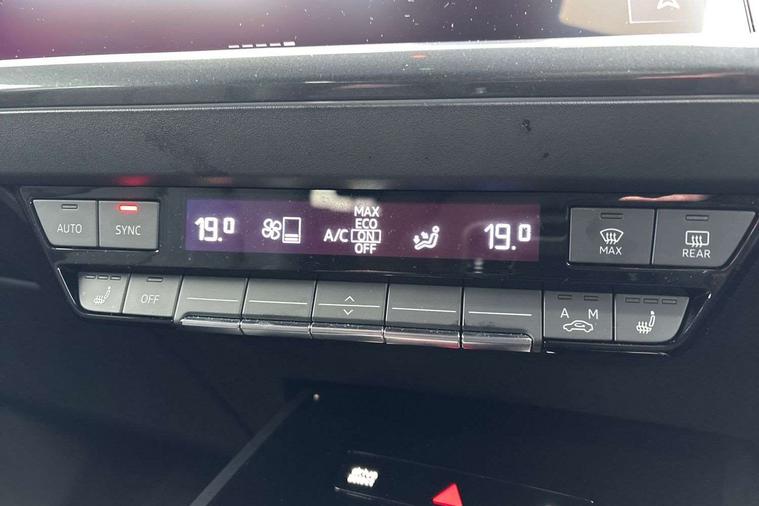 AUTO
SYNC
19.0
A/C
MAX
ECO
ON
OFF
19.0
MAX
REAR
OFF
A M